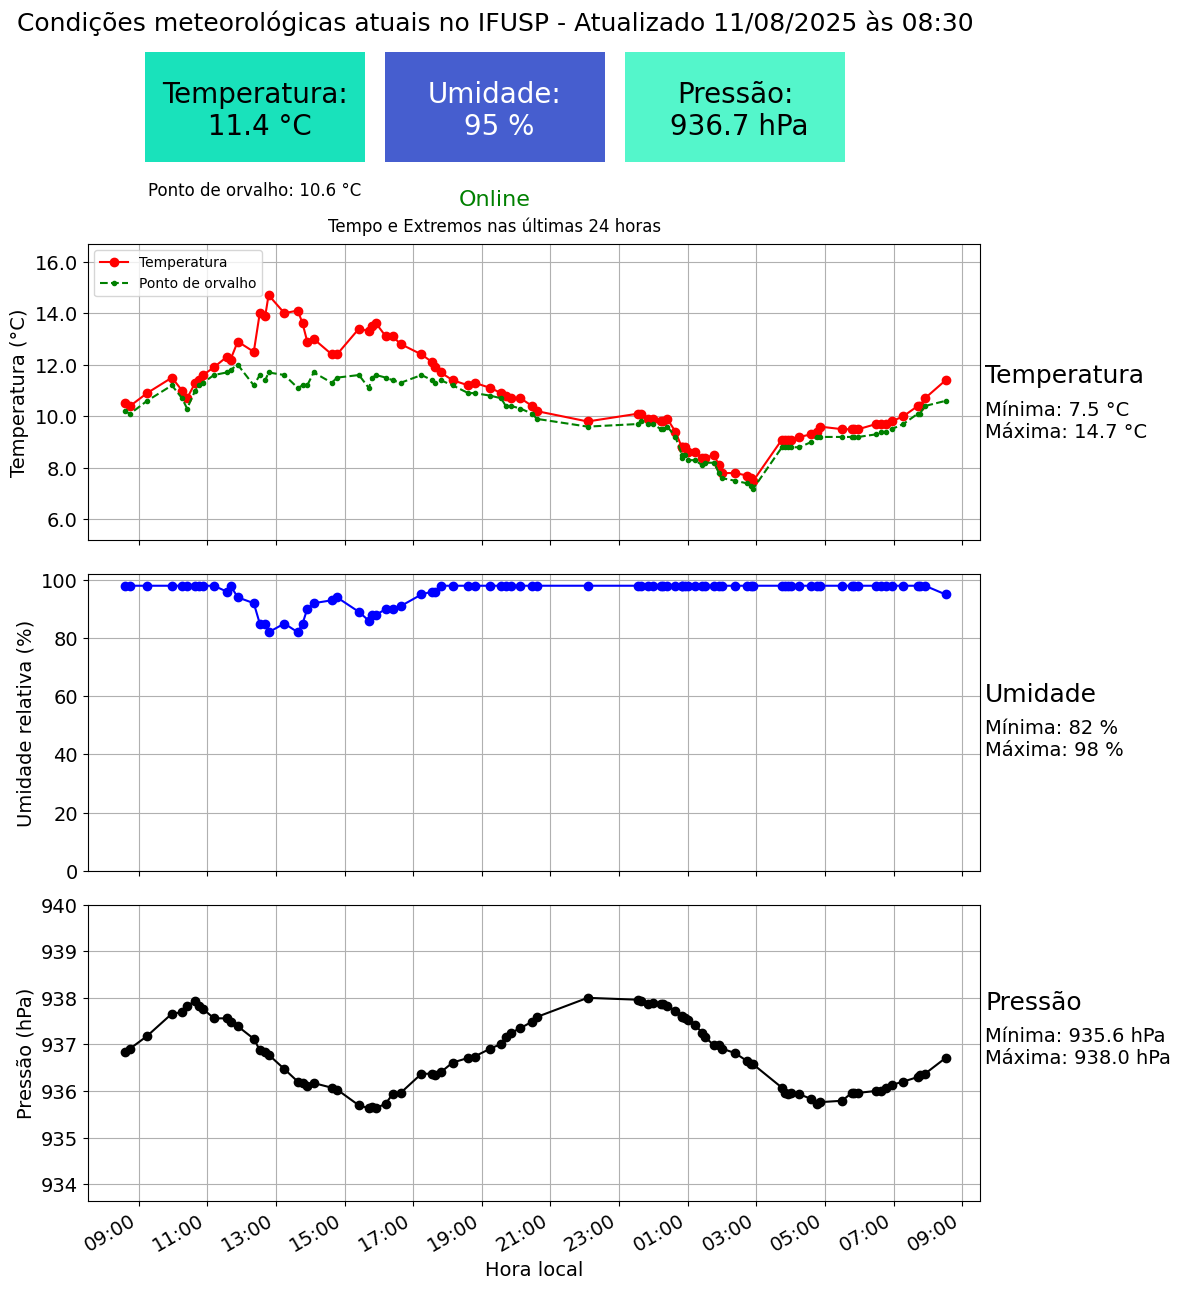 Condições meteorológicas atuais no IFUSP - Atualizado 11/08/2025 às 08:30
Temperatura:
11.4 °C
Umidade:
95 %
Pressão:
936.7 hPa
Ponto de orvalho: 10.6 °C
Online
Tempo e Extremos nas últimas 24 horas
Temperatura
Ponto de orvalho
Temperatura (°C)
16.0
14.0
12.0
10.0
8.0
6.0
Temperatura
Mínima: 7.5 °C
Máxima: 14.7 °C
Umidade relativa (%)
100
80
60
40
20
0
Umidade
Mínima: 82 %
Máxima: 98 %
Pressão (hPa)
940
939
938
937
936
935
934
Pressão
Mínima: 935.6 hPa
Máxima: 938.0 hPa
09:00 11:00 13:00 15:00 17:00 19:00 21:00 23:00 01:00 03:00 05:00 07:00 09:00
Hora local